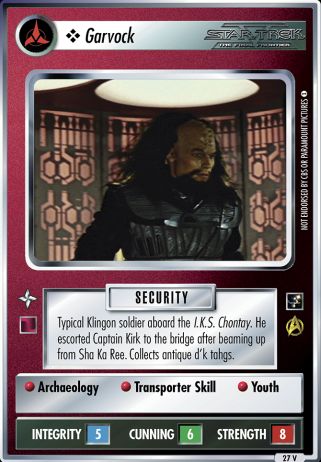 ❖ Garvock
STAR TREK V
THE FINAL FRONTIER
NOT ENDORSED BY CBS OR PARAMOUNT PICTURES
SECURITY
Typical Klingon soldier aboard the I.K.S. Chontay. He
escorted Captain Kirk to the bridge after beaming up
from Sha Ka Ree. Collects antique d'k tahgs.
Archaeology Transporter Skill Youth
INTEGRITY 5 CUNNING 6 STRENGTH 8
27 V